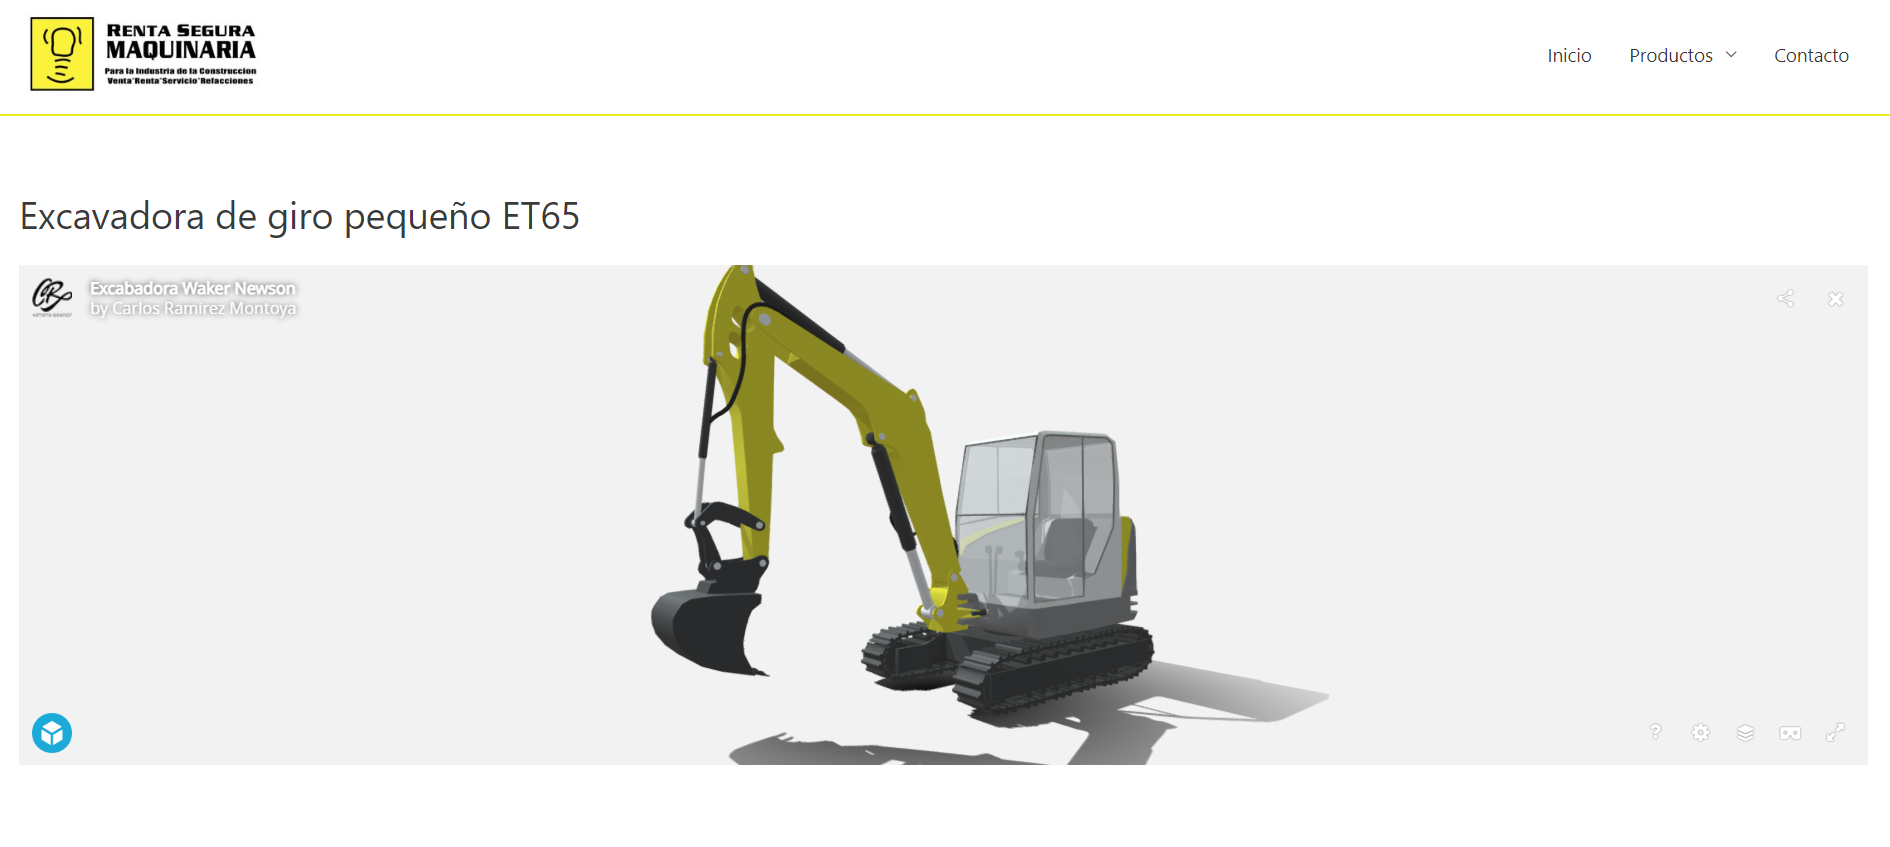 RENTA SEGURA
MAQUINARIA
Para la Industria de la Construccion
Venta*Renta*Servicio*Refacciones
Inicio
Productos
Contacto
Excavadora de giro pequeño ET65
Excabadora Waker Newson
by Carlos Ramirez Montoya
?